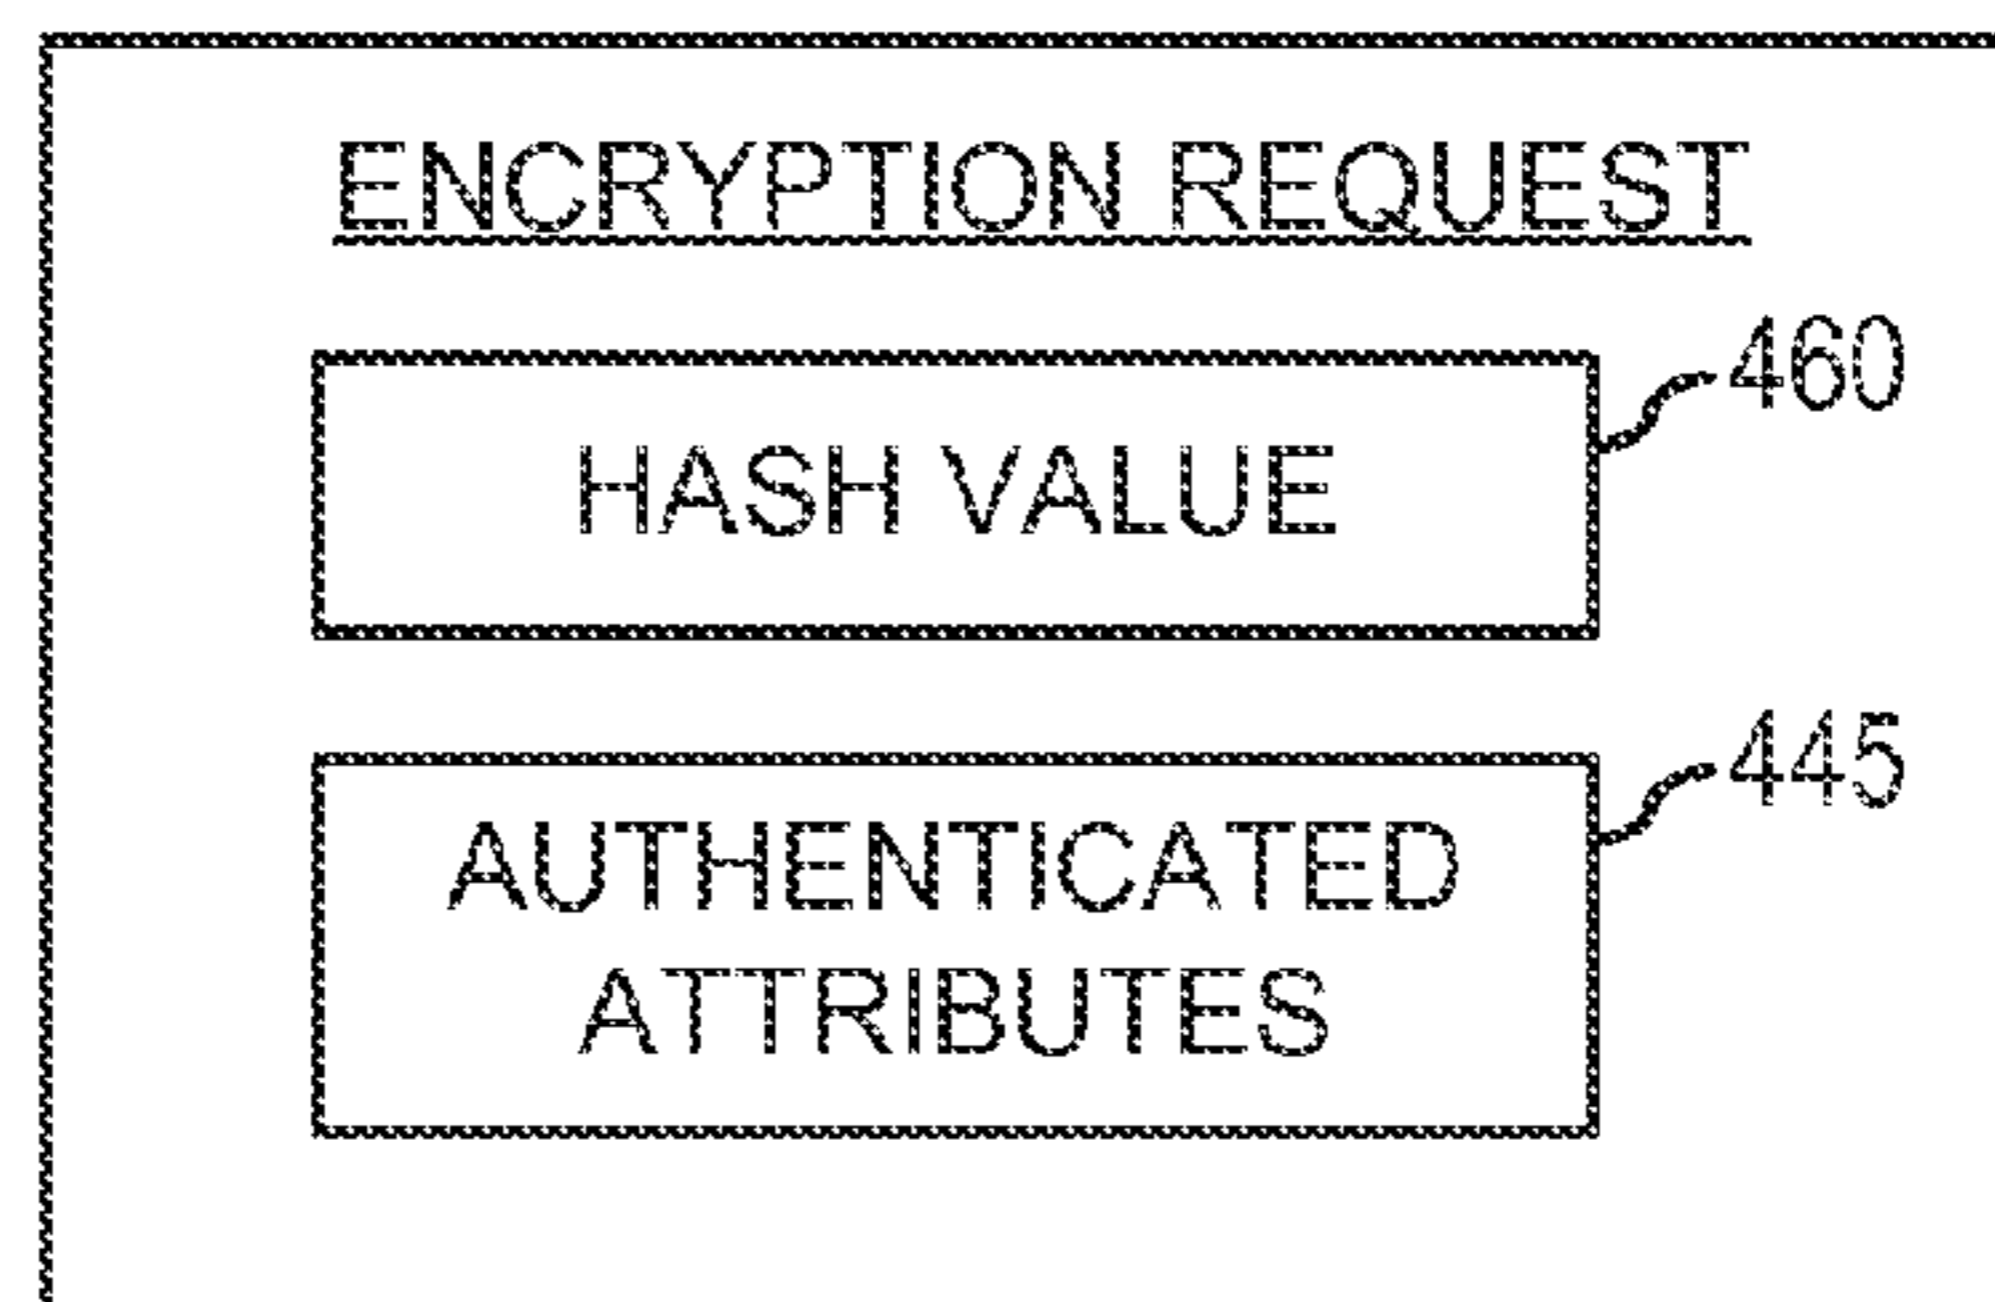 ENCRYPTION REQUEST
460
HASH VALUE
445
AUTHENTICATED
ATTRIBUTES